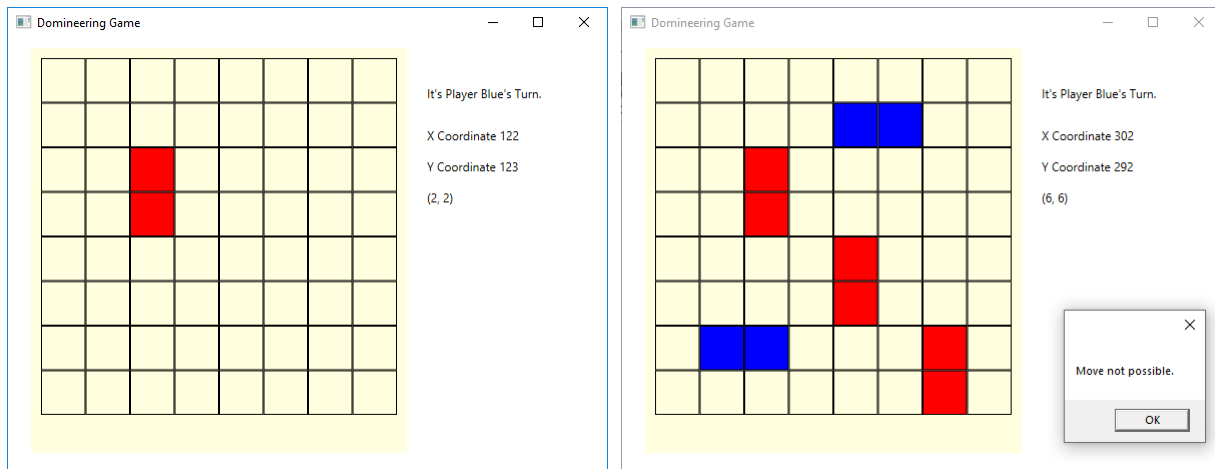 Domineering Game
It's Player Blue's Turn.
X Coordinate 122
Y Coordinate 123
(2, 2)
Domineering Game
It's Player Blue's Turn.
X Coordinate 302
Y Coordinate 292
(6, 6)
Move not possible.
OK